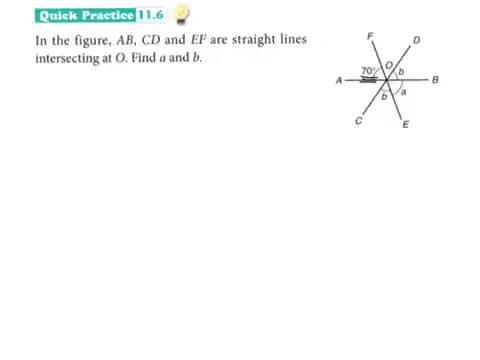 Quick Practice 11.6
In the figure, AB, CD and EF are straight lines
intersecting at O. Find a and b.
F
D
70°
O
b
A
B
b
a
C
E